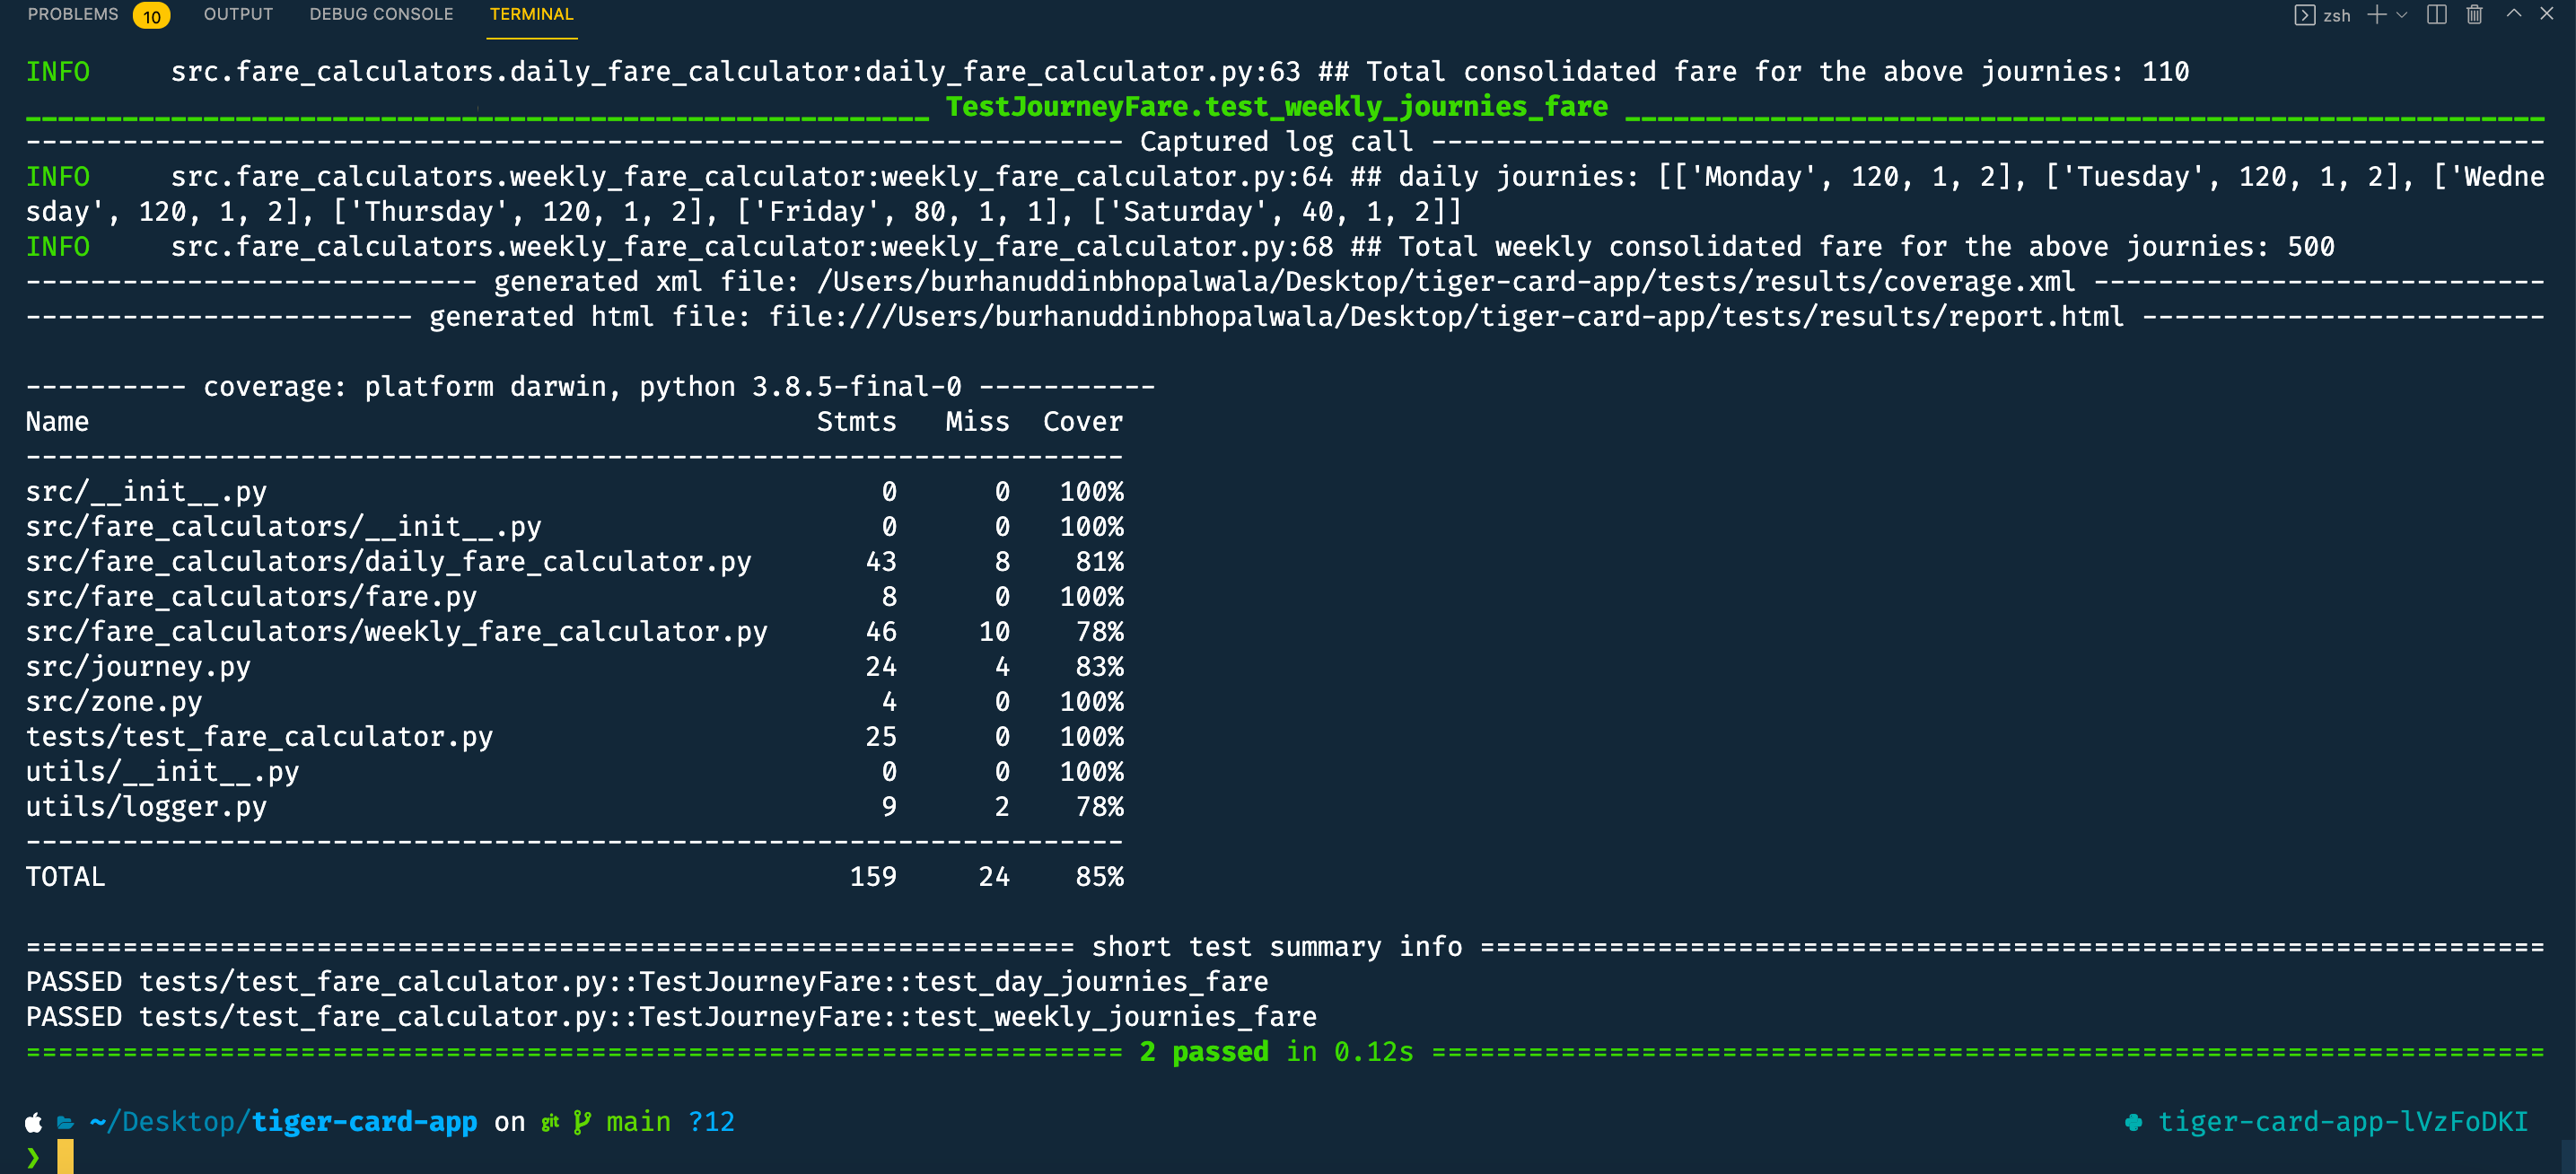 PROBLEMS 10 OUTPUT DEBUG CONSOLE TERMINAL zsh
INFO     src.fare_calculators.daily_fare_calculator:daily_fare_calculator.py:63 ## Total consolidated fare for the above journies: 110
________________________________________________________ TestJourneyFare.test_weekly_journies_fare _________________________________________________________
-------------------------------------------------------------------- Captured log call ---------------------------------------------------------------------
INFO     src.fare_calculators.weekly_fare_calculator:weekly_fare_calculator.py:64 ## daily journies: [['Monday', 120, 1, 2], ['Tuesday', 120, 1, 2], ['Wedne
sday', 120, 1, 2], ['Thursday', 120, 1, 2], ['Friday', 80, 1, 1], ['Saturday', 40, 1, 2]]
INFO     src.fare_calculators.weekly_fare_calculator:weekly_fare_calculator.py:68 ## Total weekly consolidated fare for the above journies: 500
---------------------------- generated xml file: /Users/burhanuddinbhopalwala/Desktop/tiger-card-app/tests/results/coverage.xml ----------------------------
------------------------ generated html file: file:///Users/burhanuddinbhopalwala/Desktop/tiger-card-app/tests/results/report.html -------------------------
---------- coverage: platform darwin, python 3.8.5-final-0 -----------
Name                                             Stmts   Miss  Cover
--------------------------------------------------------------------
src/__init__.py                                      0      0   100%
src/fare_calculators/__init__.py                     0      0   100%
src/fare_calculators/daily_fare_calculator.py       43      8    81%
src/fare_calculators/fare.py                         8      0   100%
src/fare_calculators/weekly_fare_calculator.py      46     10    78%
src/journey.py                                      24      4    83%
src/zone.py                                          4      0   100%
tests/test_fare_calculator.py                       25      0   100%
utils/__init__.py                                    0      0   100%
utils/logger.py                                      9      2    78%
--------------------------------------------------------------------
TOTAL                                              159     24    85%
================================================================= short test summary info ==================================================================
PASSED tests/test_fare_calculator.py::TestJourneyFare::test_day_journies_fare
PASSED tests/test_fare_calculator.py::TestJourneyFare::test_weekly_journies_fare
==================================================================== 2 passed in 0.12s =====================================================================
~/Desktop/tiger-card-app on git main ?12 tiger-card-app-lVzFoDKI
❯